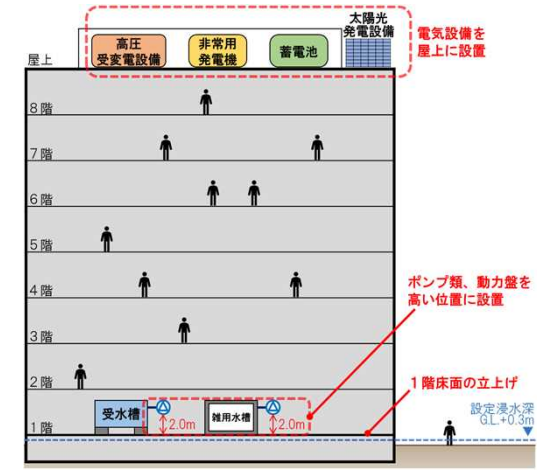 太陽光
発電設備
高圧
受変電設備
非常用
発電機
蓄電池
電気設備を
屋上に設置
屋上
8階
7階
6階
5階
4階
3階
2階
1階
ポンプ類、動力盤を
高い位置に設置
1階床面の立上げ
受水槽
2.0m
雑用水槽
2.0m
設定浸水深
G.L.+0.3m